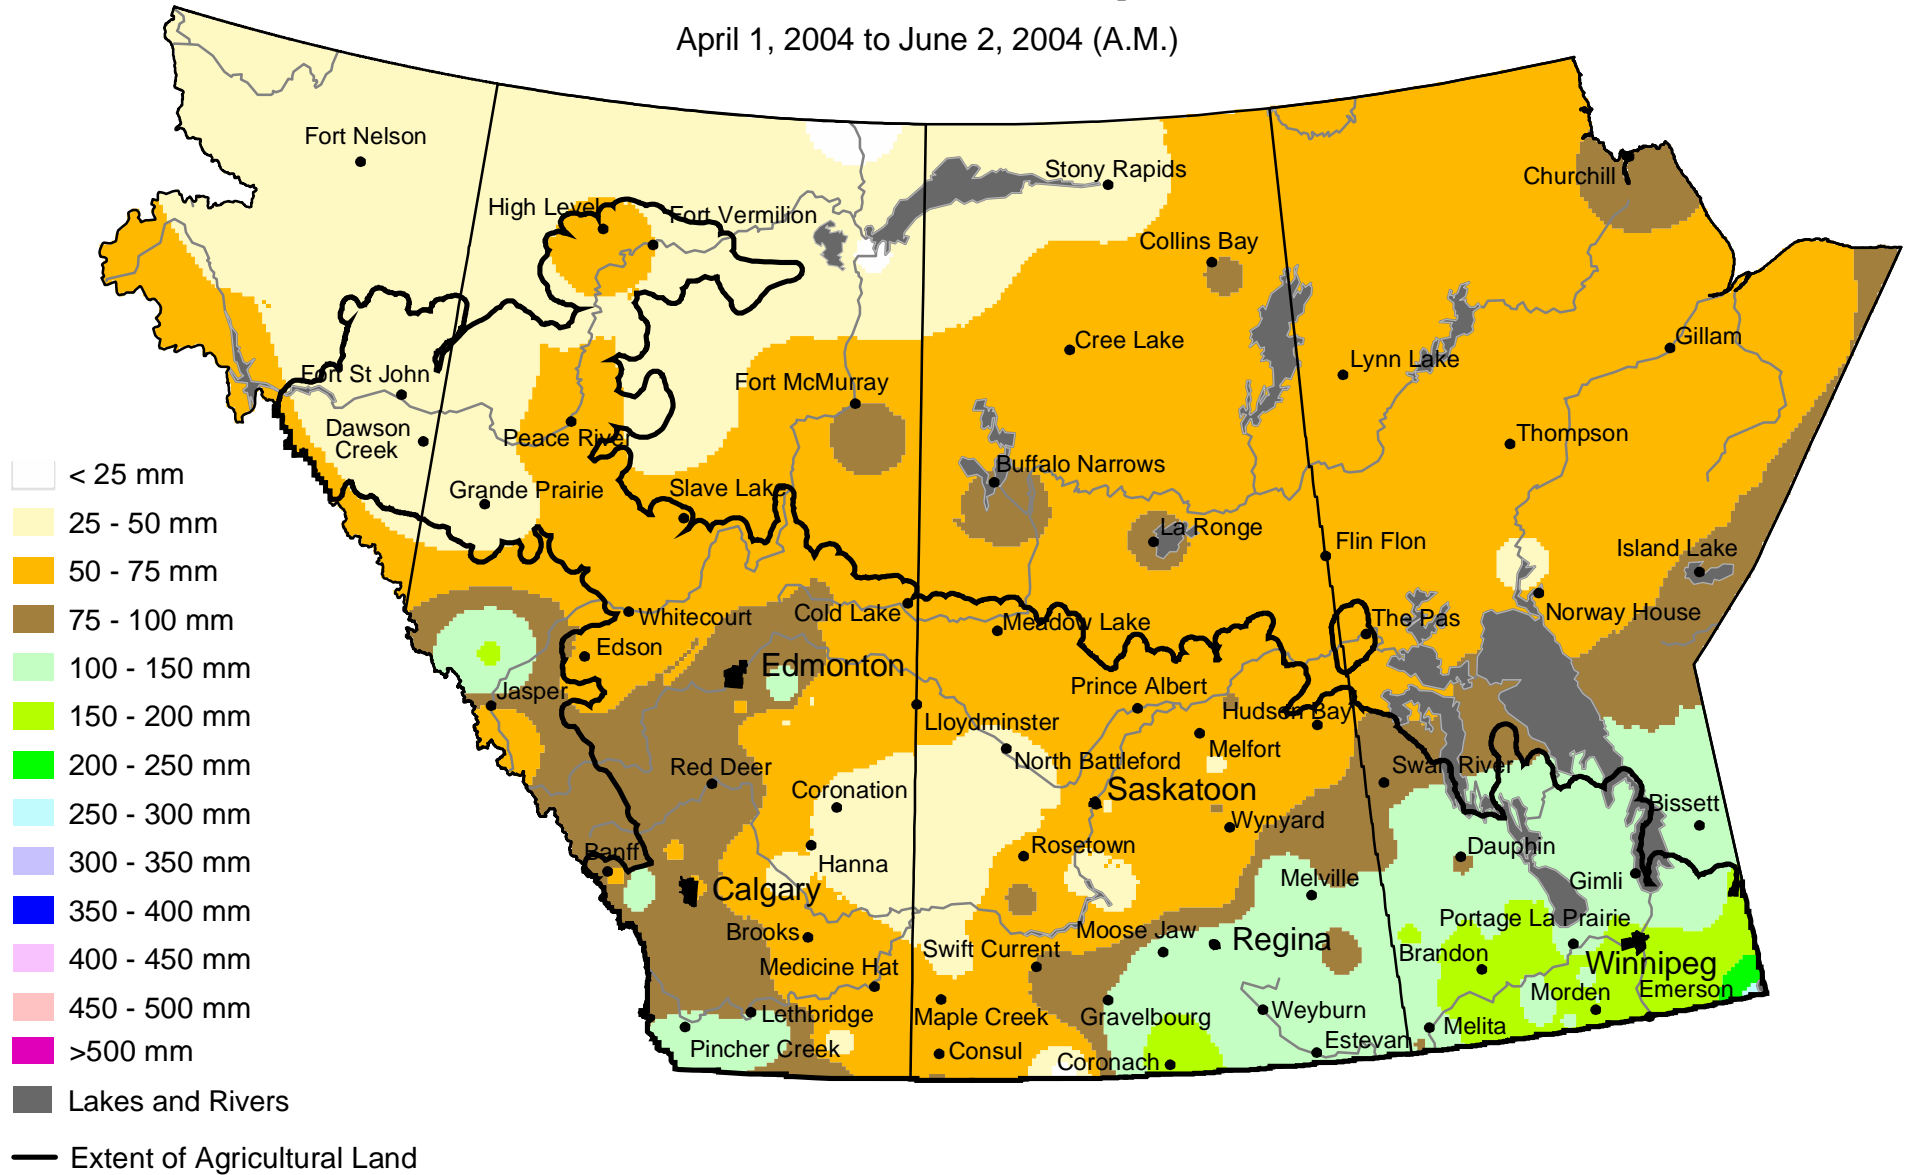 April 1, 2004 to June 2, 2004 (A.M.)
Fort Nelson
Stony Rapids
Churchill
High Level
Fort Vermilion
Collins Bay
Gillam
Cree Lake
Lynn Lake
Fort St John
Fort McMurray
Dawson
Creek
Peace River
Thompson
Buffalo Narrows
Grande Prairie
Slave Lake
La Ronge
Flin Flon
Island Lake
Whitecourt
Cold Lake
Meadow Lake
The Pas
Norway House
Edson
Edmonton
Jasper
Prince Albert
Lloydminster
Hudson Bay
North Battleford
Melfort
Red Deer
Swan River
Coronation
Saskatoon
Bissett
Wynyard
Banff
Hanna
Rosetown
Dauphin
Calgary
Melville
Gimli
Portage La Prairie
Brooks
Swift Current
Moose Jaw
Regina
Brandon
Winnipeg
Medicine Hat
Morden
Emerson
Lethbridge
Maple Creek
Gravelbourg
Weyburn
Melita
Pincher Creek
Consul
Coronach
Estevan
< 25 mm
25 - 50 mm
50 - 75 mm
75 - 100 mm
100 - 150 mm
150 - 200 mm
200 - 250 mm
250 - 300 mm
300 - 350 mm
350 - 400 mm
400 - 450 mm
450 - 500 mm
>500 mm
Lakes and Rivers
Extent of Agricultural Land